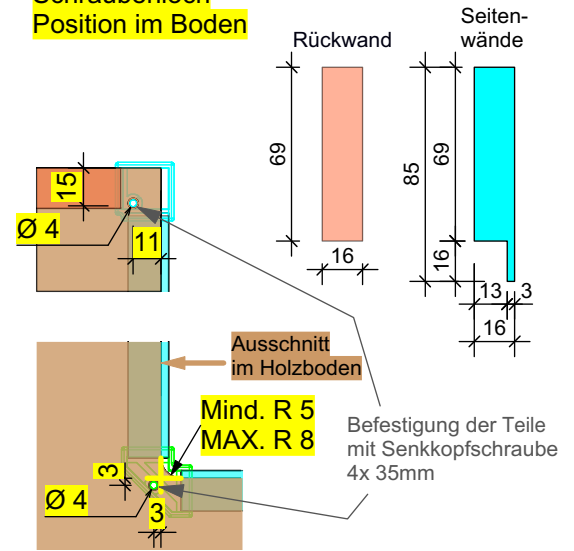 Position im Boden
Rückwand
Seiten-
wände
69
16
85
69
16
13
3
16
15
Ø 4
11
Ausschnitt
im Holzboden
Mind. R 5
MAX. R 8
Befestigung der Teile
mit Senkkopfschraube
4x 35mm
3
Ø 4
3